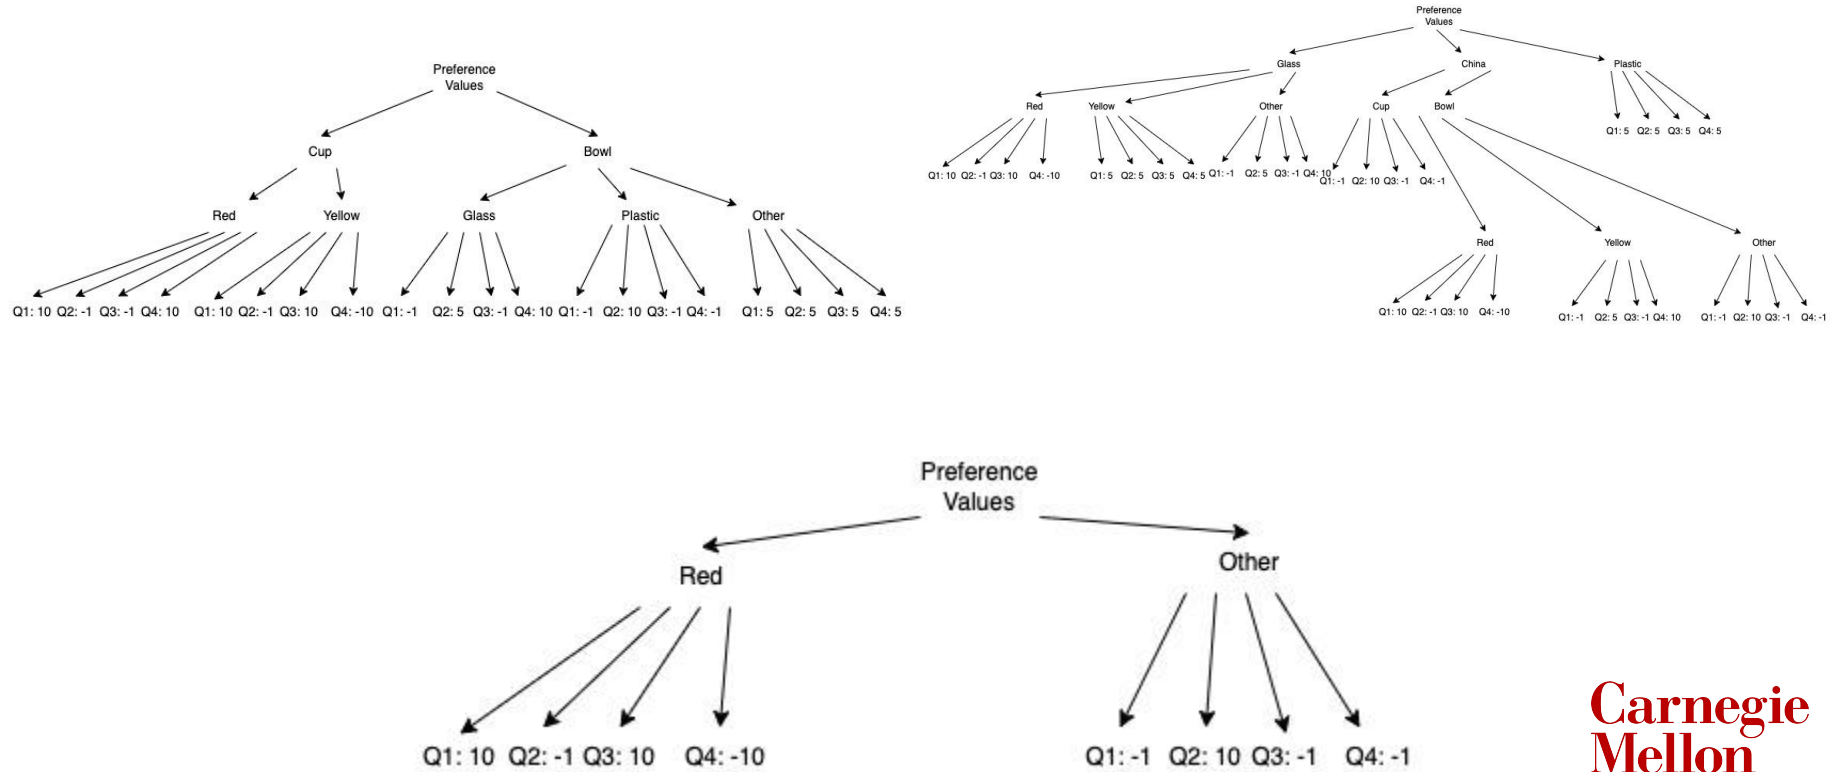 Preference
Values
Cup Bowl
Red Yellow Glass Plastic Other
Q1: 10 Q2: -1 Q3: -1 Q4: 10 Q1: 10 Q2: -1 Q3: 10 Q4: -10 Q1: -1 Q2: 5 Q3: -1 Q4: 10 Q1: -1 Q2: 10 Q3: -1 Q4: -1 Q1: 5 Q2: 5 Q3: 5 Q4: 5
Preference
Values
Glass China Plastic
Red Yellow Other Cup Bowl
Q1: 5 Q2: 5 Q3: 5 Q4: 5
Q1: 10 Q2: -1 Q3: 10 Q4: -10 Q1: 5 Q2: 5 Q3: 5 Q4: 5 Q1: -1 Q2: 5 Q3: -1 Q4: 10 Q1: -1 Q2: 10 Q3: -1 Q4: -1
Red Yellow Other
Q1: 10 Q2: -1 Q3: 10 Q4: -10 Q1: -1 Q2: 5 Q3: -1 Q4: 10 Q1: -1 Q2: 10 Q3: -1 Q4: -1
Preference
Values
Red Other
Q1: 10 Q2: -1 Q3: 10 Q4: -10 Q1: -1 Q2: 10 Q3: -1 Q4: -1
Carnegie
Mellon